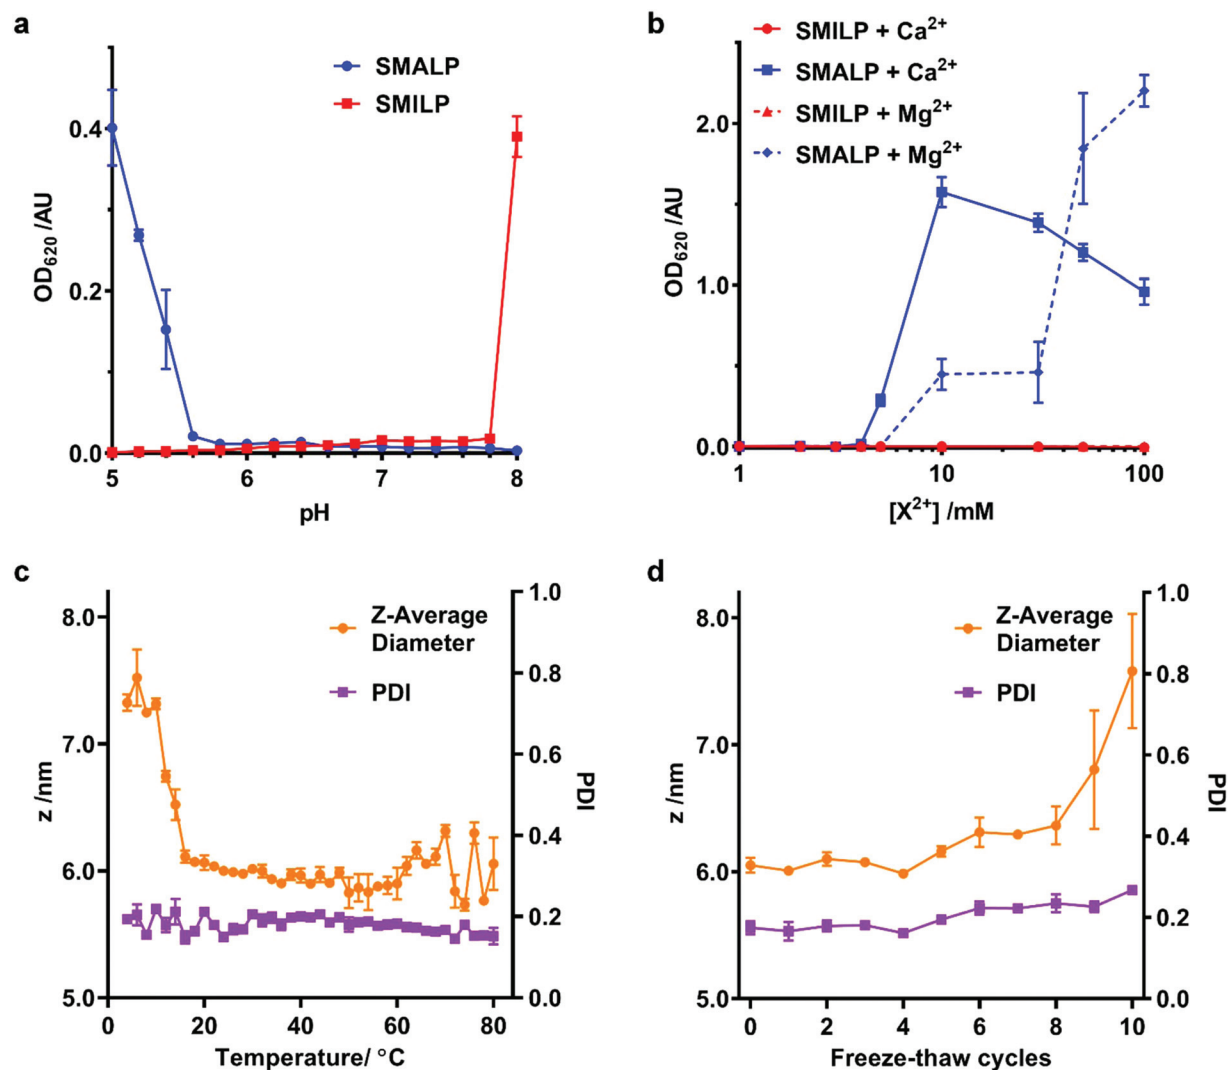 a
SMALP
SMILP
0.4
0.2
0.0
OD620 /AU
5
6
7
8
pH
b
SMILP + Ca2+
SMALP + Ca2+
SMILP + Mg2+
SMALP + Mg2+
2.0
1.0
0.0
OD620 /AU
1
10
100
[X2+] /mM
c
Z-Average
Diameter
PDI
8.0
7.0
6.0
5.0
z /nm
1.0
0.8
0.6
0.4
0.2
0.0
PDI
0
20
40
60
80
Temperature/ °C
d
Z-Average
Diameter
PDI
8.0
7.0
6.0
5.0
z /nm
1.0
0.8
0.6
0.4
0.2
0.0
PDI
0
2
4
6
8
10
Freeze-thaw cycles